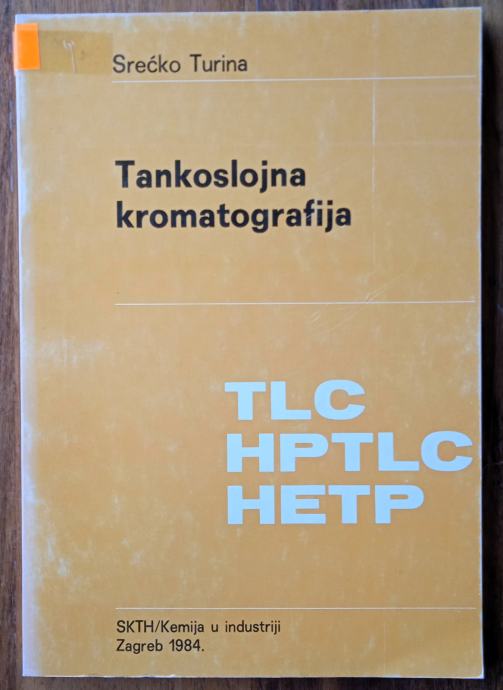 Srećko Turina
Tankoslojna
kromatografija
TLC
HPTLC
HETP
SKTH/Kemija u industriji
Zagreb 1984.